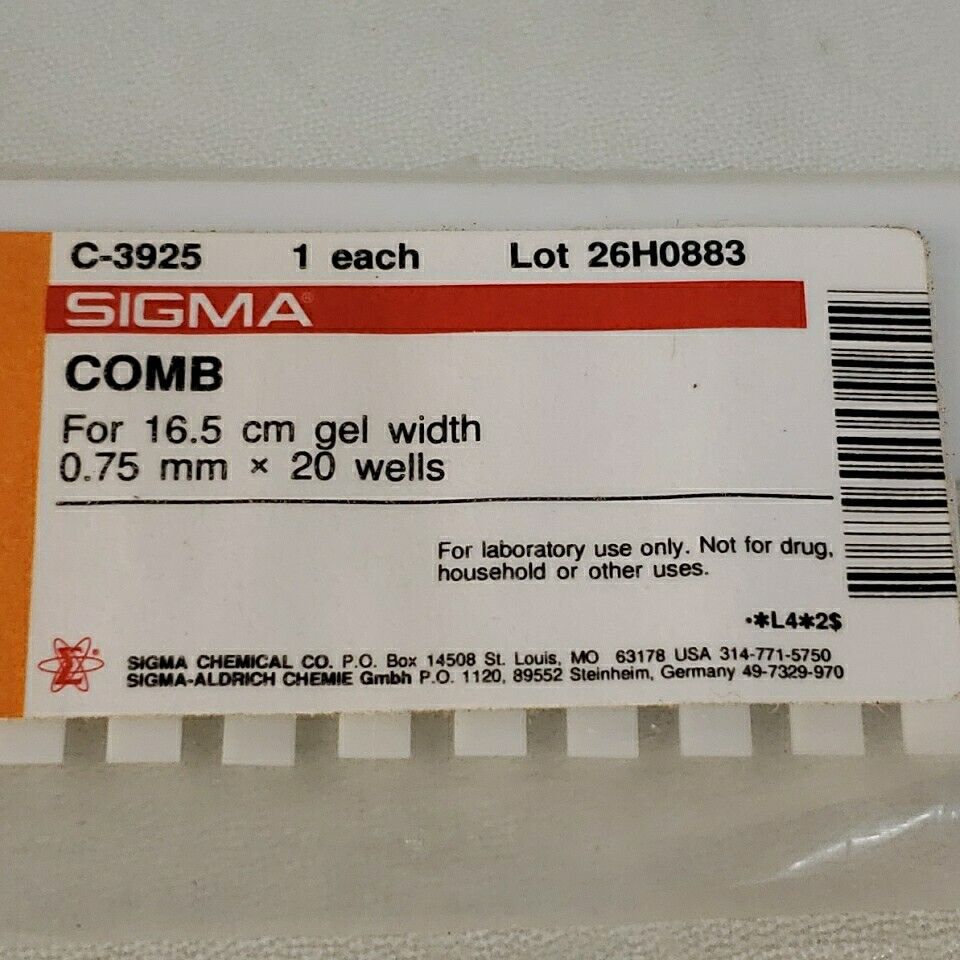 C-3925 1 each Lot 26H0883
SIGMA®
COMB
For 16.5 cm gel width
0.75 mm × 20 wells
For laboratory use only. Not for drug,
household or other uses.
·*L4*2$
Σ®
SIGMA CHEMICAL CO. P.O. Box 14508 St. Louis, MO 63178 USA 314-771-5750
SIGMA-ALDRICH CHEMIE Gmbh P.O. 1120, 89552 Steinheim, Germany 49-7329-970